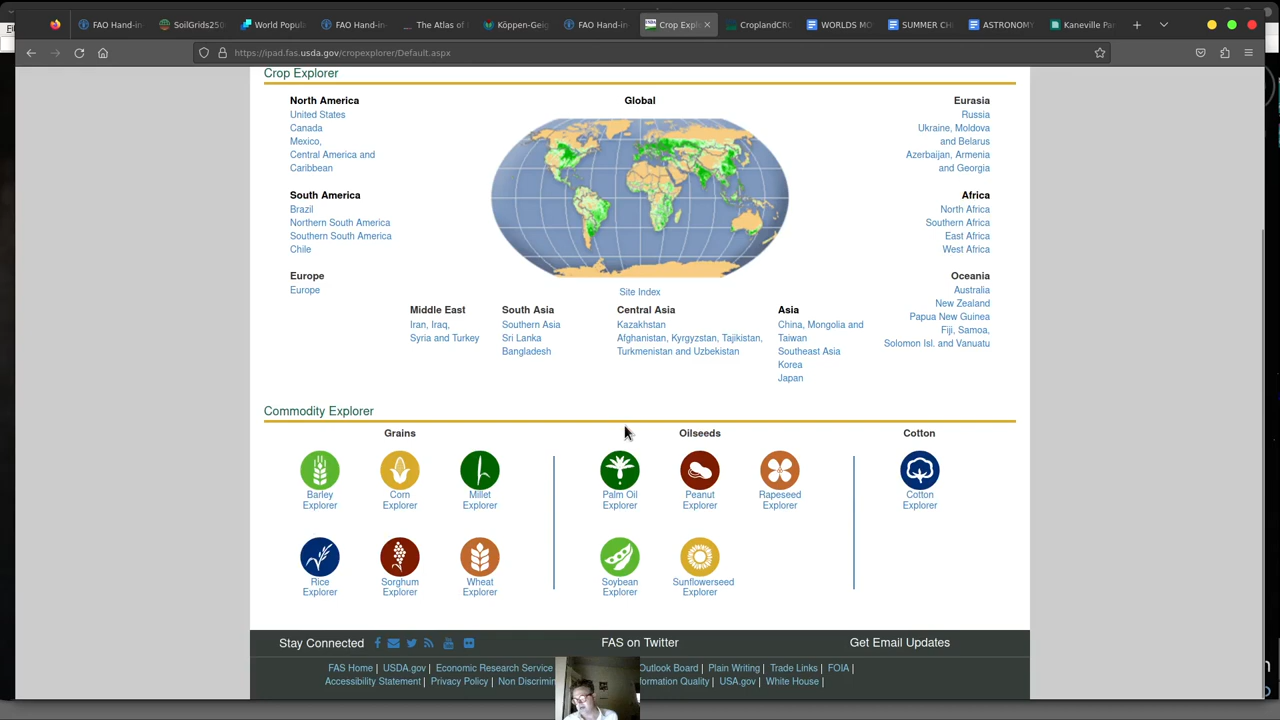 FAO Hand-in-
SoilGrids250
World Popula
FAO Hand-in-
The Atlas of
Köppen-Geig
FAO Hand-in-
Crop Expl
CroplandCRO
WORLDS MO
SUMMER CH
ASTRONOMY
Kaneville Pa
https://ipad.fas.usda.gov/cropexplorer/Default.aspx
Crop Explorer
North America
United States
Canada
Mexico,
Central America and
Caribbean
South America
Brazil
Northern South America
Southern South America
Chile
Europe
Europe
Global
Site Index
Eurasia
Russia
Ukraine, Moldova
and Belarus
Azerbaijan, Armenia
and Georgia
Africa
North Africa
Southern Africa
East Africa
West Africa
Oceania
Australia
New Zealand
Papua New Guinea
Fiji, Samoa,
Solomon Isl. and Vanuatu
Middle East
Iran, Iraq,
Syria and Turkey
South Asia
Southern Asia
Sri Lanka
Bangladesh
Central Asia
Kazakhstan
Afghanistan, Kyrgyzstan, Tajikistan,
Turkmenistan and Uzbekistan
Asia
China, Mongolia and
Taiwan
Southeast Asia
Korea
Japan
Commodity Explorer
Grains
Oilseeds
Cotton
Barley
Explorer
Corn
Explorer
Millet
Explorer
Palm Oil
Explorer
Peanut
Explorer
Rapeseed
Explorer
Cotton
Explorer
Rice
Explorer
Sorghum
Explorer
Wheat
Explorer
Soybean
Explorer
Sunflowerseed
Explorer
Stay Connected
FAS on Twitter
Get Email Updates
FAS Home | USDA.gov | Economic Research Service Outlook Board | Plain Writing | Trade Links | FOIA |
Accessibility Statement | Privacy Policy | Non Discrimin formation Quality | USA.gov | White House |